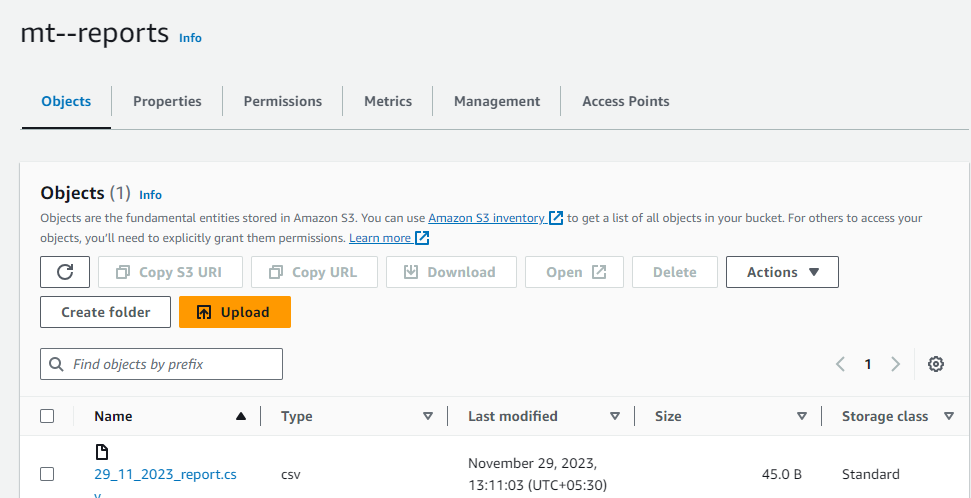 mt--reports Info
Objects Properties Permissions Metrics Management Access Points
Objects (1) Info
Objects are the fundamental entities stored in Amazon S3. You can use Amazon S3 inventory to get a list of all objects in your bucket. For others to access your
objects, you'll need to explicitly grant them permissions. Learn more
Copy S3 URI Copy URL Download Open Delete Actions
Create folder Upload
Find objects by prefix 1
Name Type Last modified Size Storage class
29_11_2023_report.cs
v
csv
November 29, 2023,
13:11:03 (UTC+05:30)
45.0 B
Standard